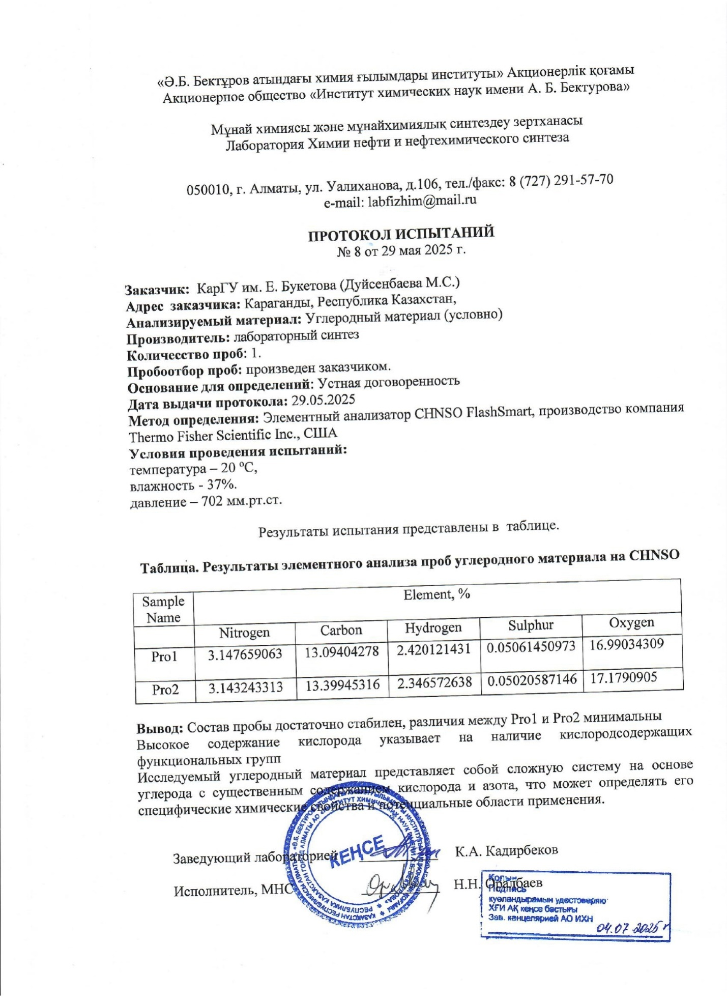 «Ә.Б. Бектұров атындағы химия ғылымдары институты» Акционерлік қоғамы
Акционерное общество «Институт химических наук имени А. Б. Бектурова»
Мұнай химиясы және мұнайхимиялық синтездеу зертханасы
Лаборатория Химии нефти и нефтехимического синтеза
050010, г. Алматы, ул. Уалиханова, д.106, тел./факс: 8 (727) 291-57-70
e-mail: labfizhim@mail.ru
ПРОТОКОЛ ИСПЫТАНИЙ
№ 8 от 29 мая 2025 г.
Заказчик: КарГУ им. Е. Букетова (Дуйсенбаева М.С.)
Адрес заказчика: Караганды, Республика Казахстан,
Анализируемый материал: Углеродный материал (условно)
Производитель: лабораторный синтез
Количесство проб: 1.
Пробоотбор проб: произведен заказчиком.
Основание для определений: Устная договоренность
Дата выдачи протокола: 29.05.2025
Метод определения: Элементный анализатор CHNSO FlashSmart, производство компания
Thermo Fisher Scientific Inc., США
Условия проведения испытаний:
температура – 20 °С,
влажность - 37%.
давление – 702 мм.рт.ст.
Результаты испытания представлены в таблице.
Таблица. Результаты элементного анализа проб углеродного материала на CHNSO
Sample Name Element, %
Nitrogen Carbon Hydrogen Sulphur Oxygen
Pro1 3.147659063 13.09404278 2.420121431 0.05061450973 16.99034309
Pro2 3.143243313 13.39945316 2.346572638 0.05020587146 17.1790905
Вывод: Состав пробы достаточно стабилен, различия между Pro1 и Pro2 минимальны
Высокое содержание кислорода указывает на наличие кислородсодержащих
функциональных групп
Исследуемый углеродный материал представляет собой сложную систему на основе
углерода с существенным содержанием кислорода и азота, что может определять его
специфические химические свойства и потенциальные области применения.
Заведующий лабораторией К.А. Кадирбеков
КЕҢСЕ
Исполнитель, МНС Н.Н. Оралбаев
Подпись
куәландырамын удостоверяю
ХҒИ АҚ кеңсе бастығы
Зав. канцелярией АО ИХН
04.07 2025 г